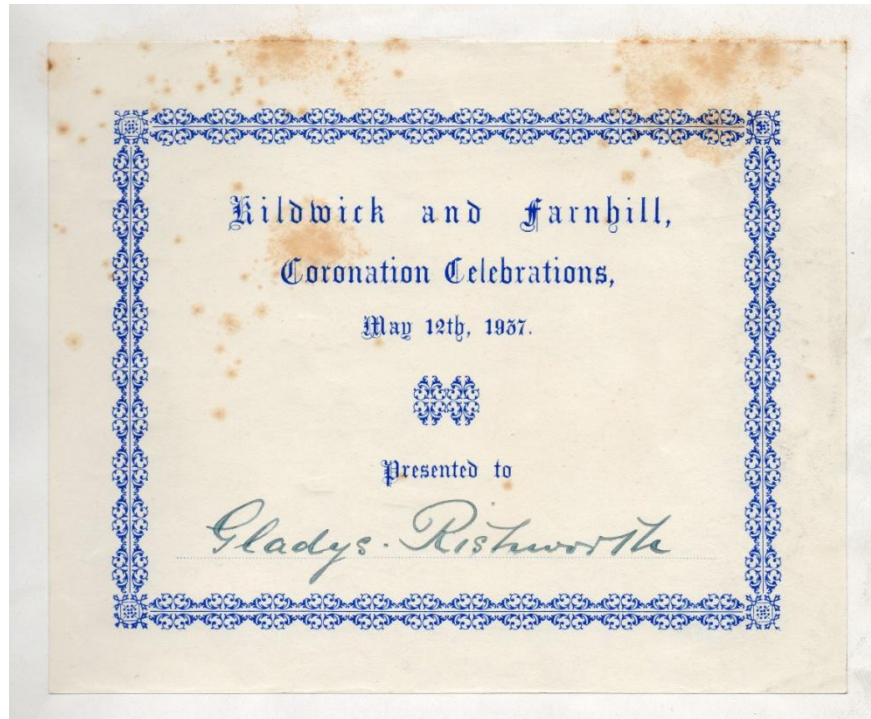 Kildwick and Farnhill,
Coronation Celebrations,
May 12th, 1937.
Presented to
Gladys. Rishworth